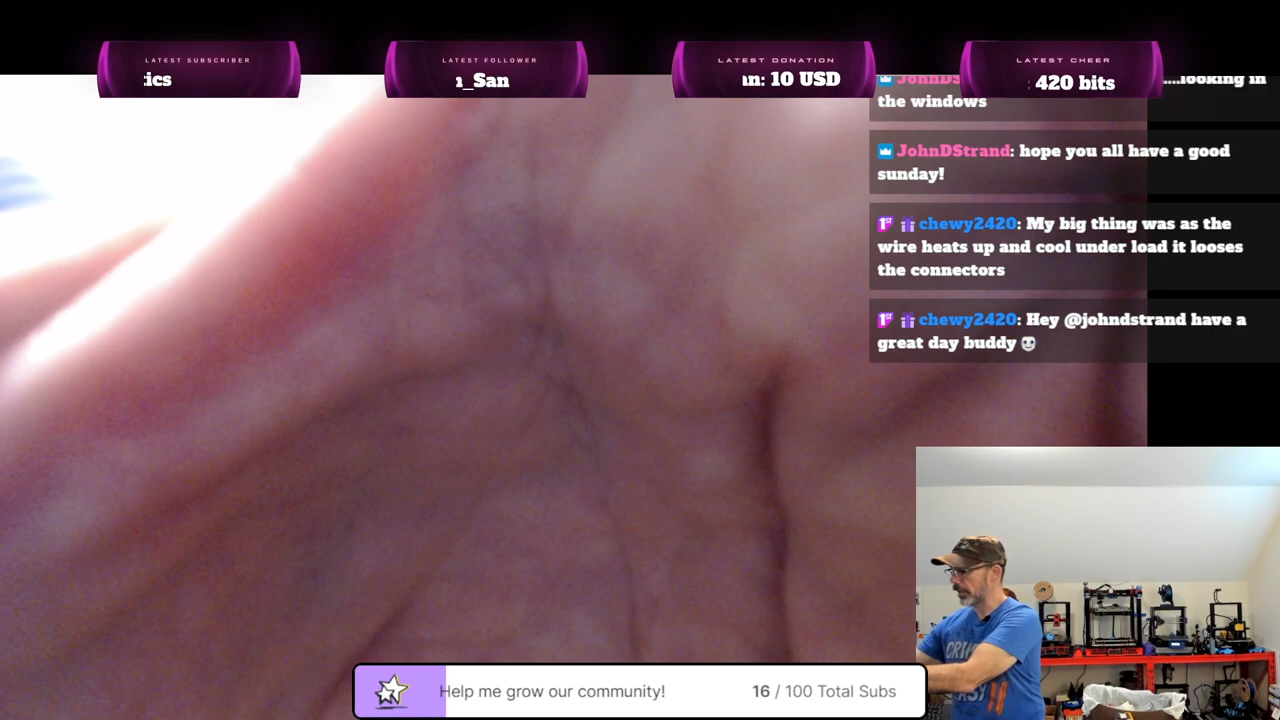 LATEST SUBSCRIBER
ics
LATEST FOLLOWER
_San
LATEST DONATION
n: 10 USD
LATEST CHEER
: 420 bits
JohnDS ....looking in
the windows
JohnDStrand: hope you all have a good
sunday!
1ST chewy2420: My big thing was as the
wire heats up and cool under load it looses
the connectors
1ST chewy2420: Hey @johndstrand have a
great day buddy
Help me grow our community!
16 / 100 Total Subs